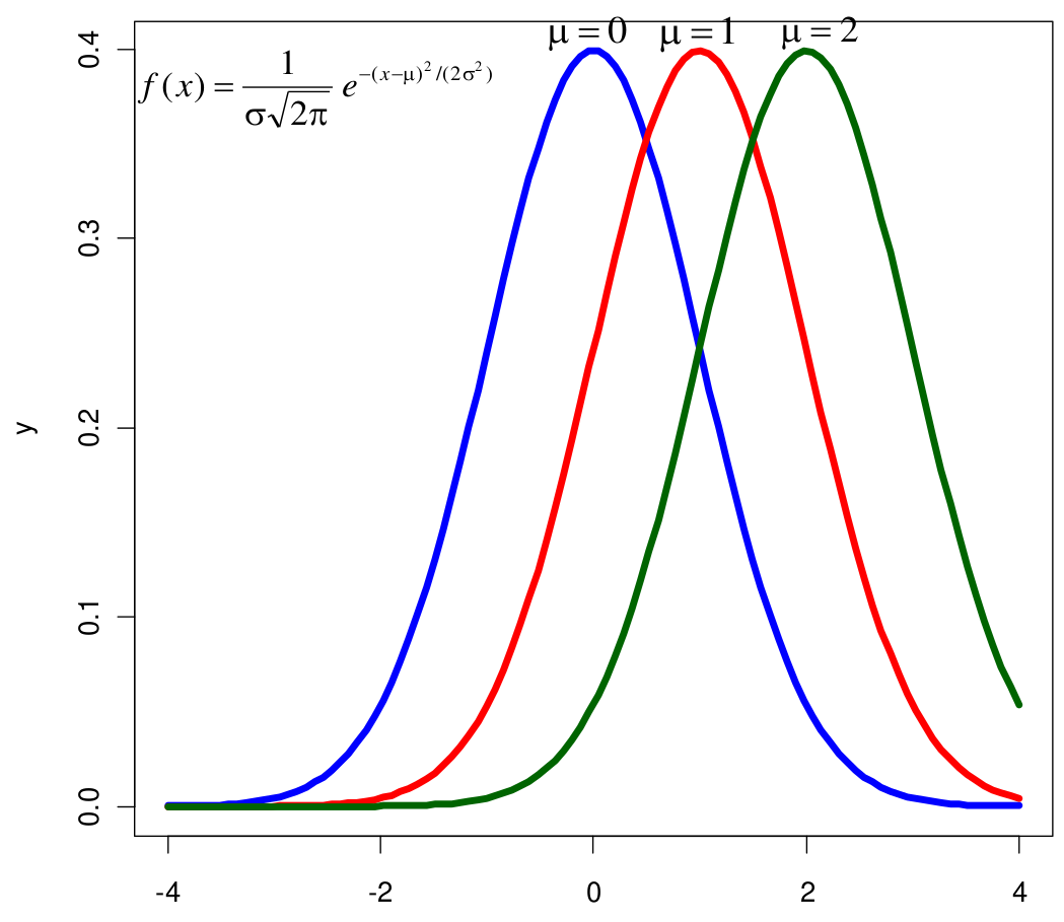 μ = 0 μ = 1 μ = 2
f(x) = 1/(σ√2π) e^−(x−μ)²/(2σ²)
0.4
0.3
0.2
0.1
0.0
y
-4 -2 0 2 4